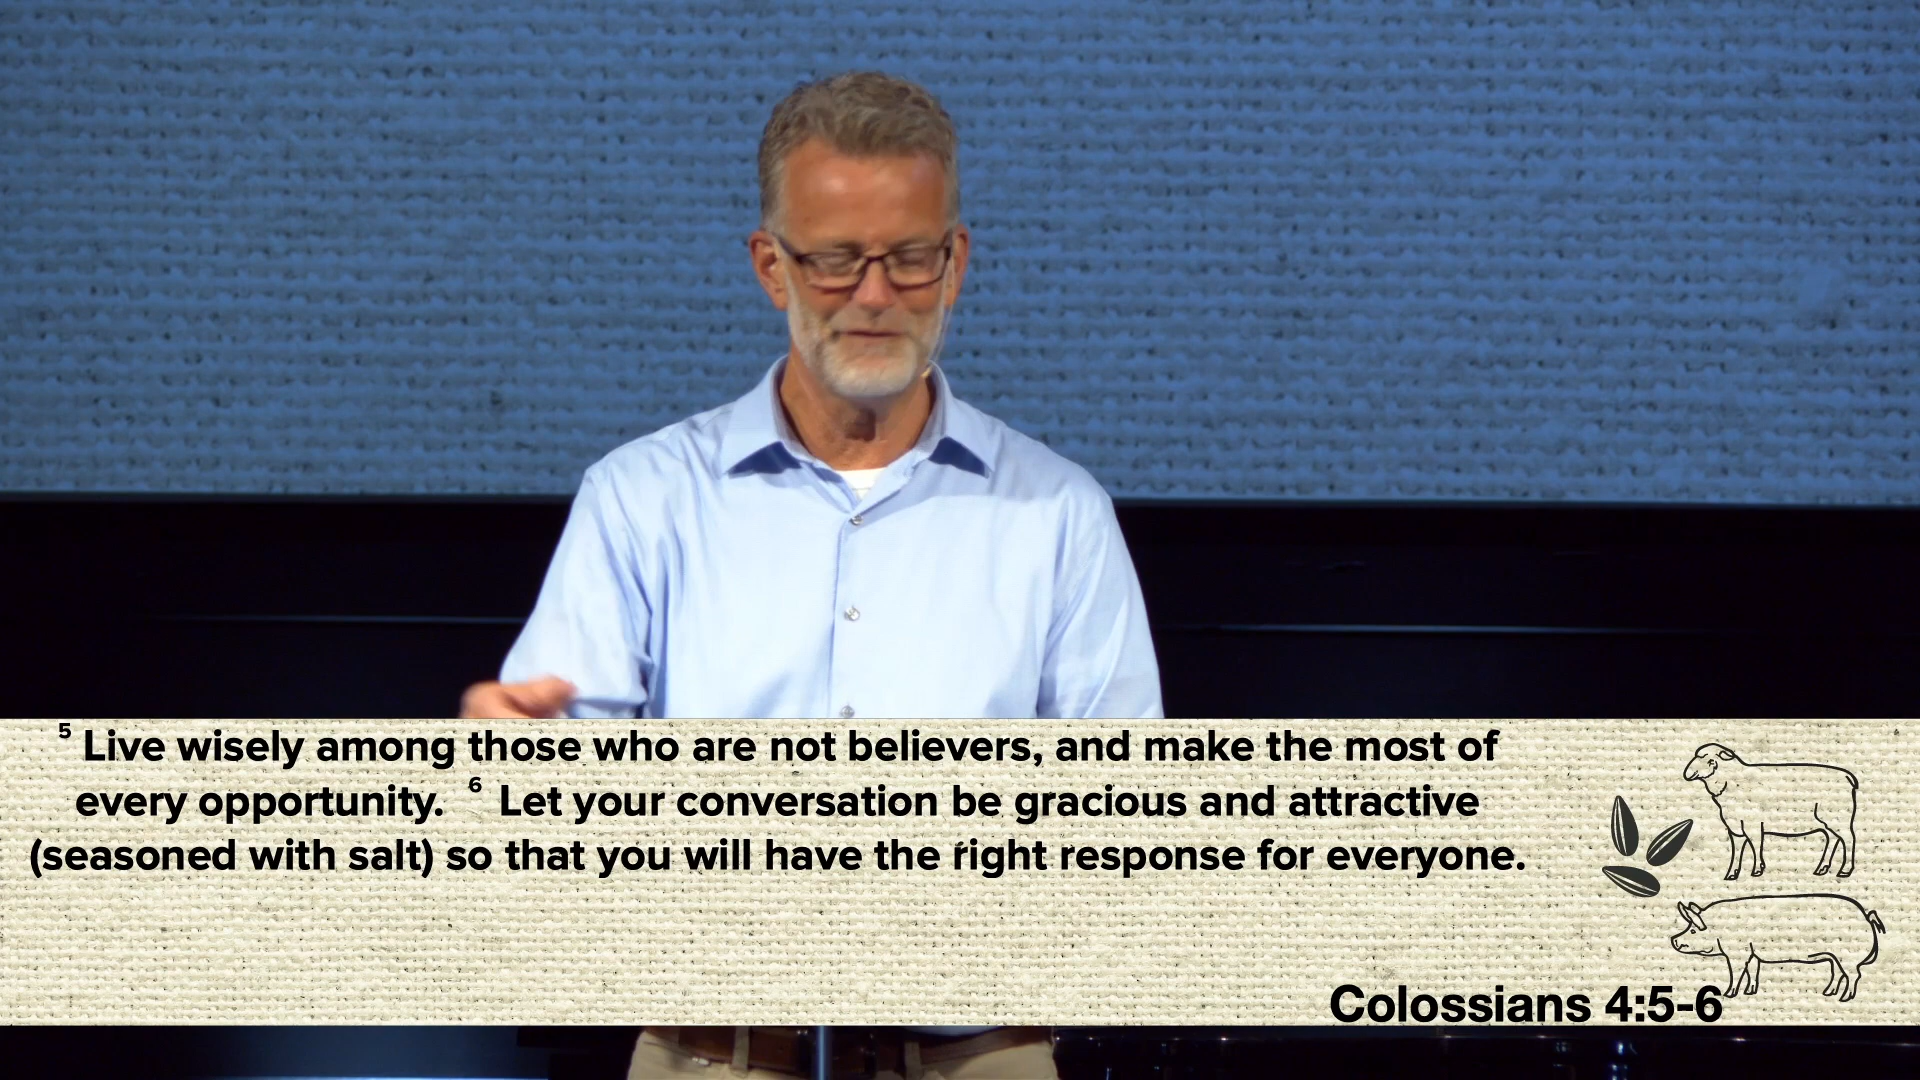 ⁵ Live wisely among those who are not believers, and make the most of
every opportunity. ⁶ Let your conversation be gracious and attractive
(seasoned with salt) so that you will have the right response for everyone.
Colossians 4:5-6